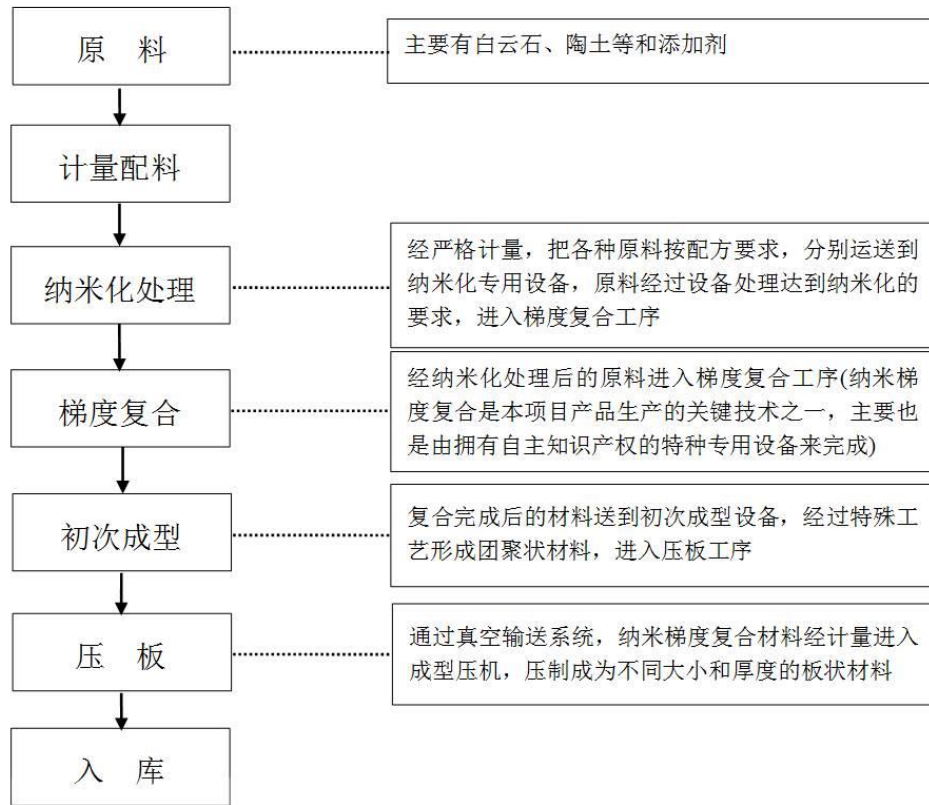 原 料
主要有白云石、陶土等和添加剂
计量配料
纳米化处理
经严格计量，把各种原料按配方要求，分别运送到
纳米化专用设备，原料经过设备处理达到纳米化的
要求，进入梯度复合工序
梯度复合
经纳米化处理后的原料进入梯度复合工序(纳米梯
度复合是本项目产品生产的关键技术之一，主要也
是由拥有自主知识产权的特种专用设备来完成)
初次成型
复合完成后的材料送到初次成型设备，经过特殊工
艺形成团聚状材料，进入压板工序
压 板
通过真空输送系统，纳米梯度复合材料经计量进入
成型压机，压制成为不同大小和厚度的板状材料
入 库